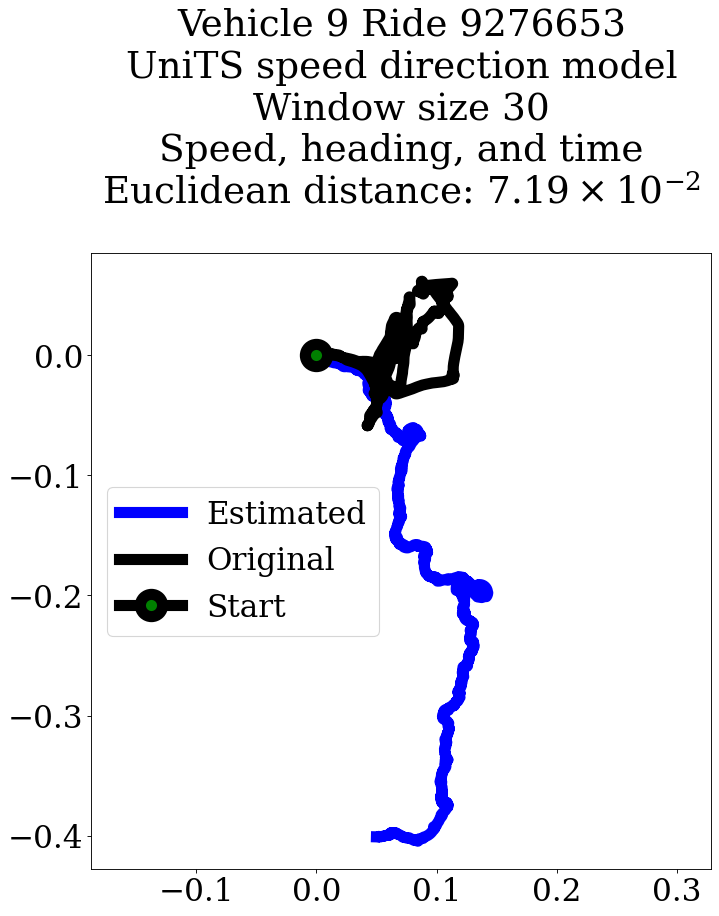 Vehicle 9 Ride 9276653
UniTS speed direction model
Window size 30
Speed, heading, and time
Euclidean distance: 7.19 × 10⁻²
0.0
−0.1
−0.2
−0.3
−0.4
Estimated
Original
Start
−0.1 0.0 0.1 0.2 0.3